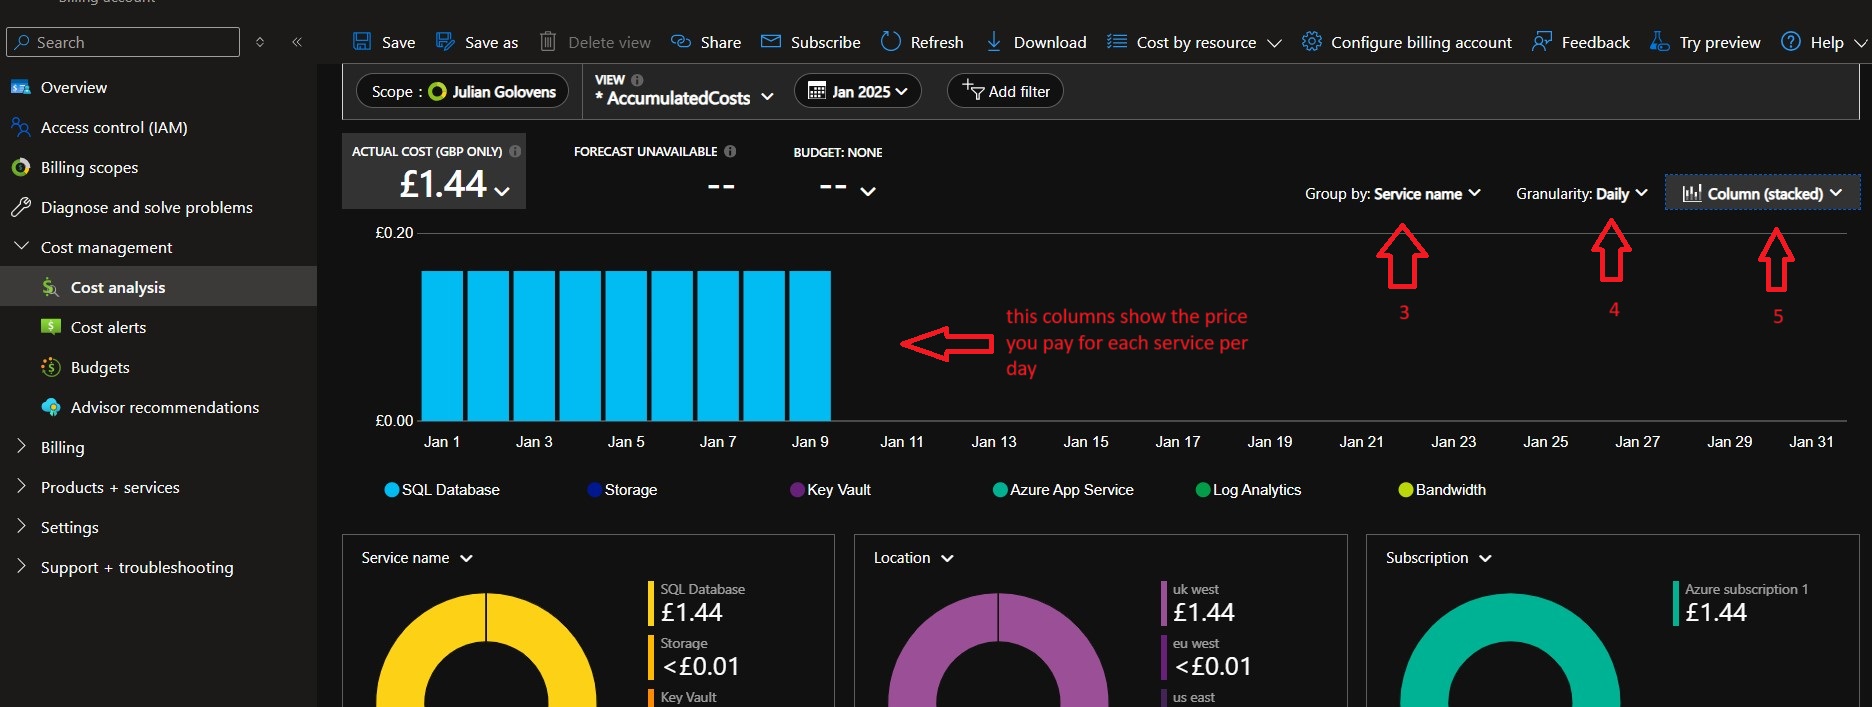 Billing account
Search
Save
Save as
Delete view
Share
Subscribe
Refresh
Download
Cost by resource
Configure billing account
Feedback
Try preview
Help
Overview
Access control (IAM)
Billing scopes
Diagnose and solve problems
Cost management
Cost analysis
Cost alerts
Budgets
Advisor recommendations
Billing
Products + services
Settings
Support + troubleshooting
Scope : Julian Golovens
VIEW
* AccumulatedCosts
Jan 2025
Add filter
ACTUAL COST (GBP ONLY)
£1.44
FORECAST UNAVAILABLE
--
BUDGET: NONE
--
Group by: Service name
Granularity: Daily
Column (stacked)
£0.20
£0.00
3
4
5
this columns show the price
you pay for each service per
day
Jan 1 Jan 3 Jan 5 Jan 7 Jan 9 Jan 11 Jan 13 Jan 15 Jan 17 Jan 19 Jan 21 Jan 23 Jan 25 Jan 27 Jan 29 Jan 31
SQL Database Storage Key Vault Azure App Service Log Analytics Bandwidth
Service name
SQL Database
£1.44
Storage
<£0.01
Key Vault
Location
uk west
£1.44
eu west
<£0.01
us east
Subscription
Azure subscription 1
£1.44